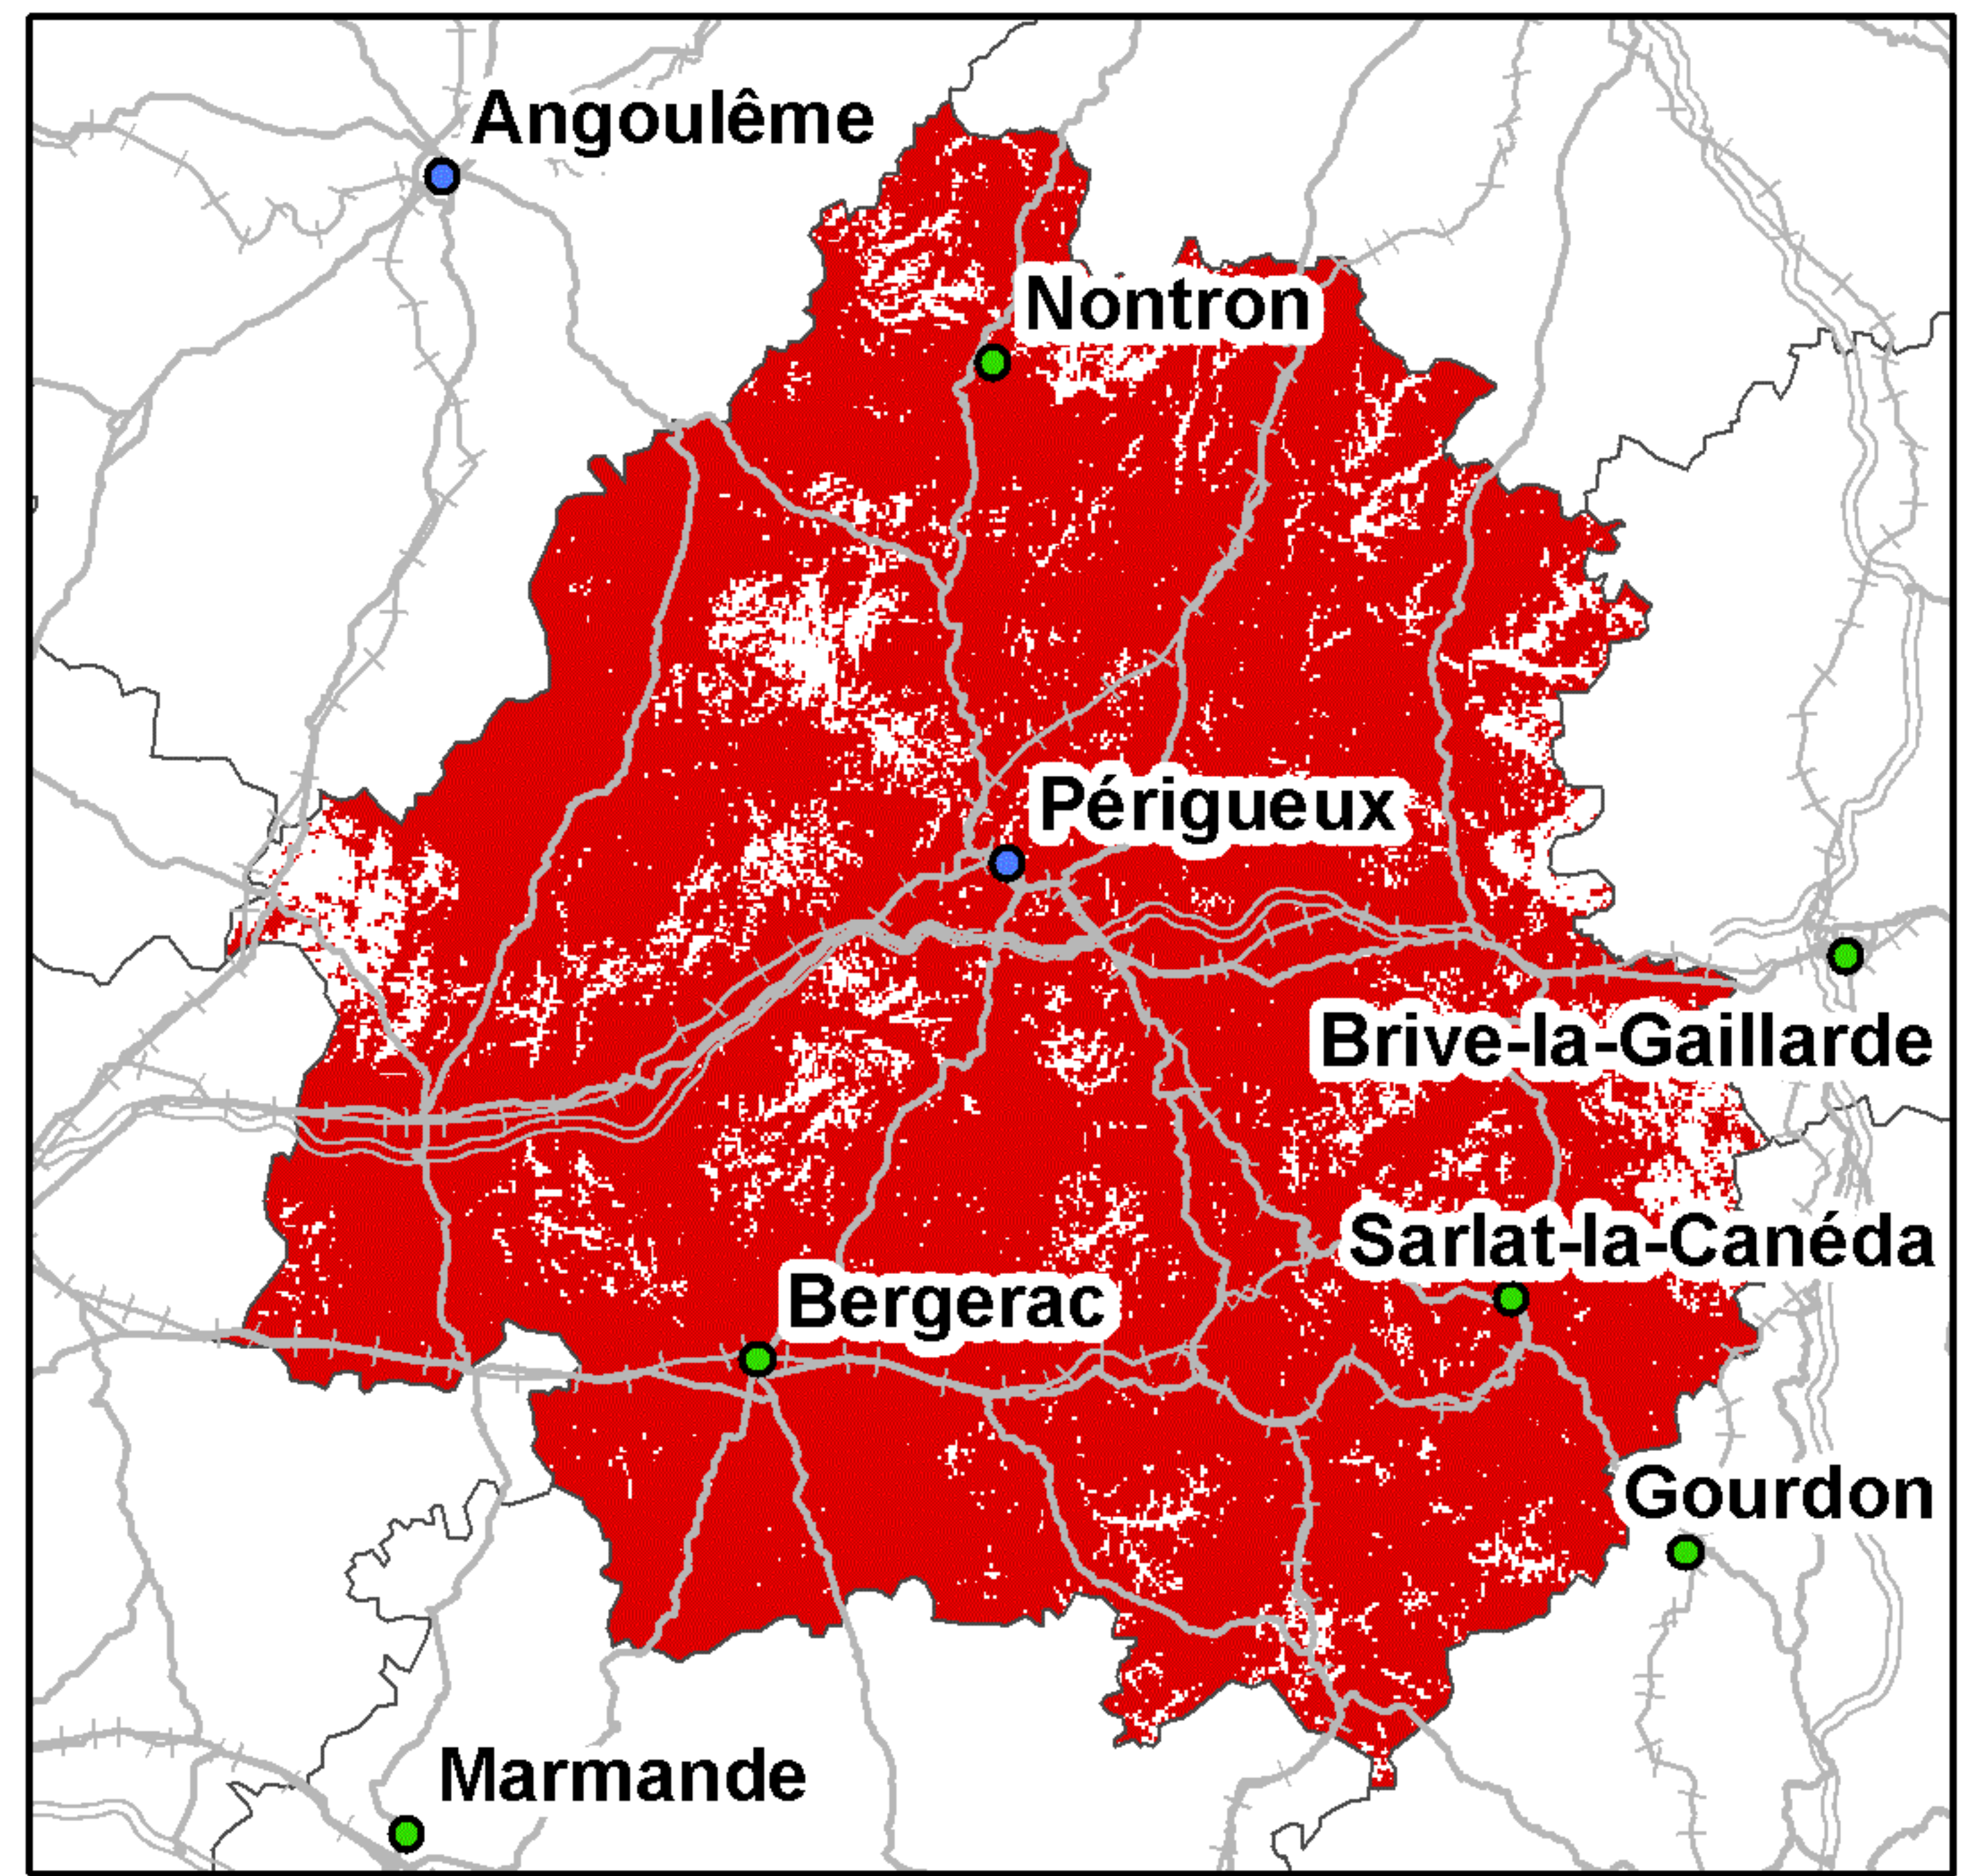 Angoulême
Nontron
Périgueux
Brive-la-Gaillarde
Sarlat-la-Canéda
Bergerac
Gourdon
Marmande